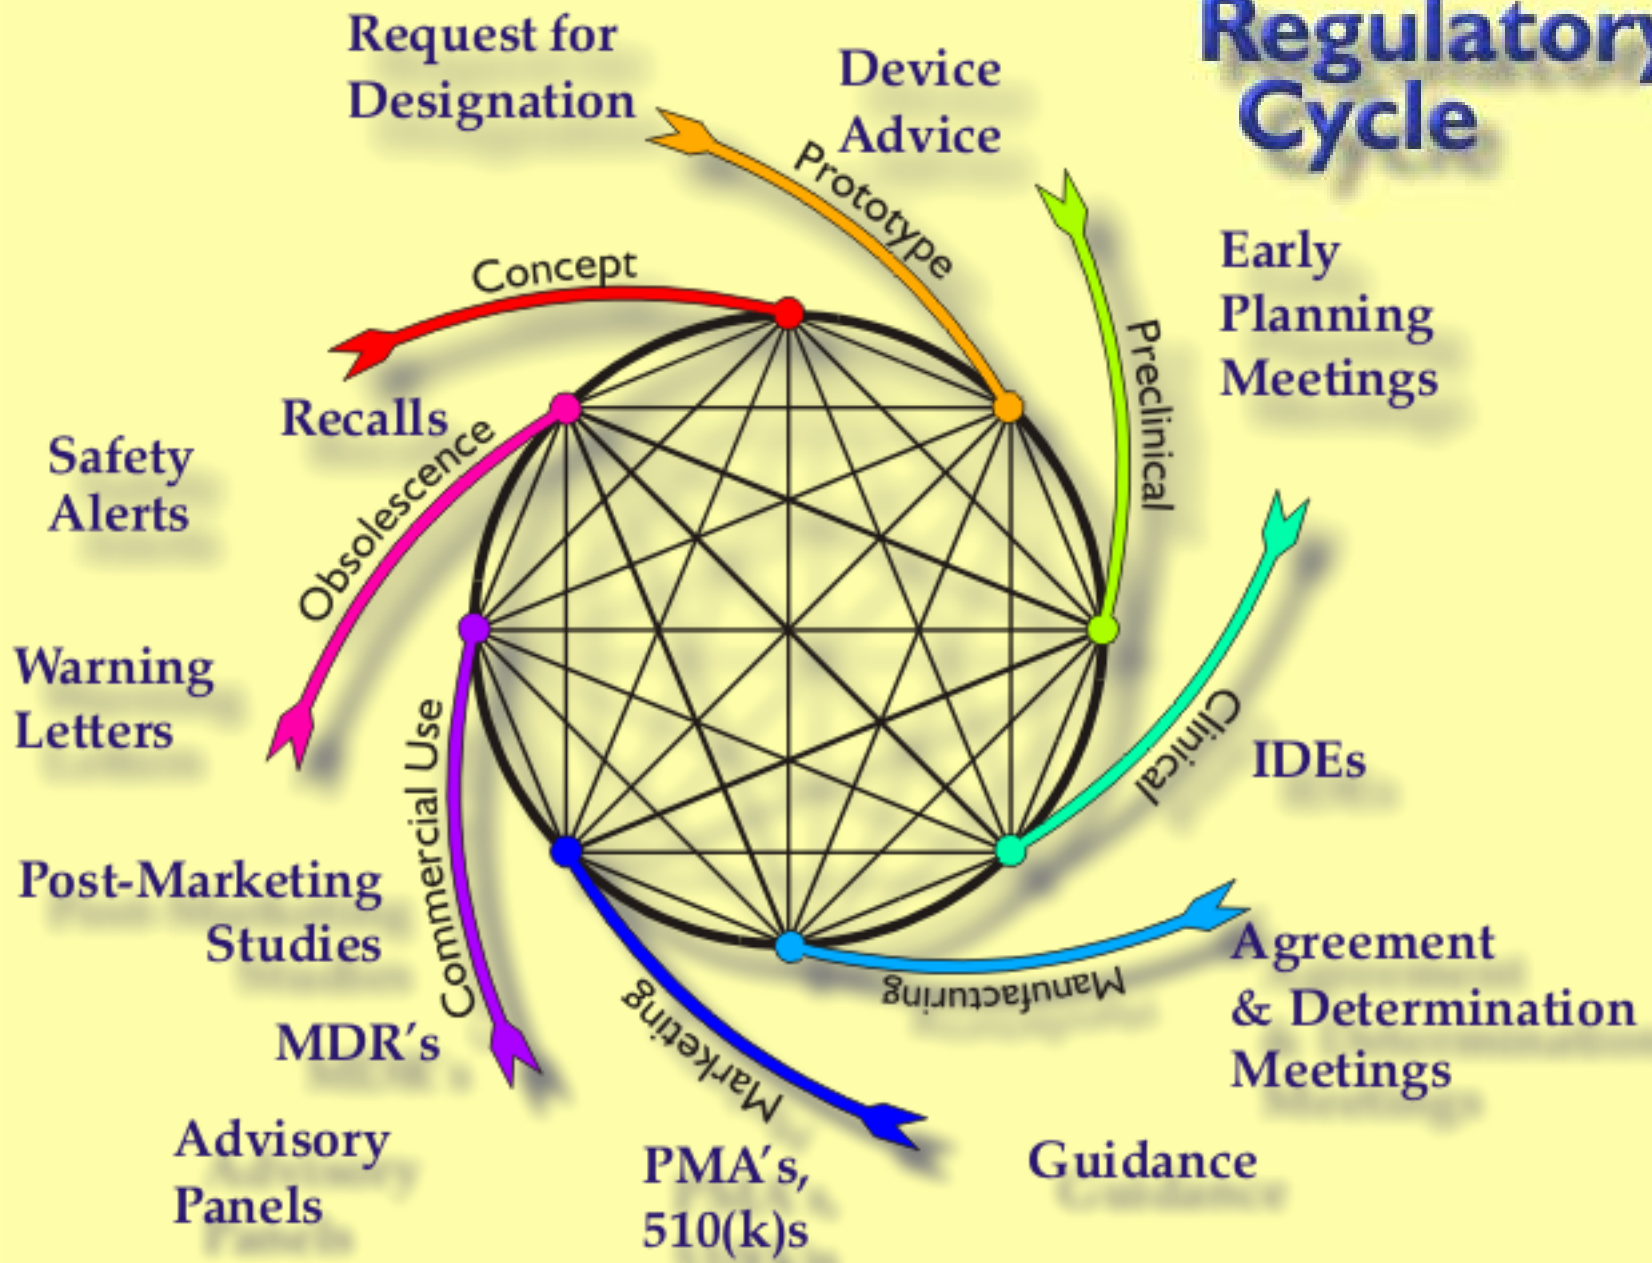 Regulatory
Cycle
Request for
Designation
Device
Advice
Prototype
Concept
Early
Planning
Meetings
Preclinical
Recalls
Safety
Alerts
Obsolescence
Warning
Letters
Clinical
IDEs
Commercial Use
Post-Marketing
Studies
Agreement
& Determination
Meetings
Manufacturing
Marketing
MDR's
Advisory
Panels
PMA's,
510(k)s
Guidance